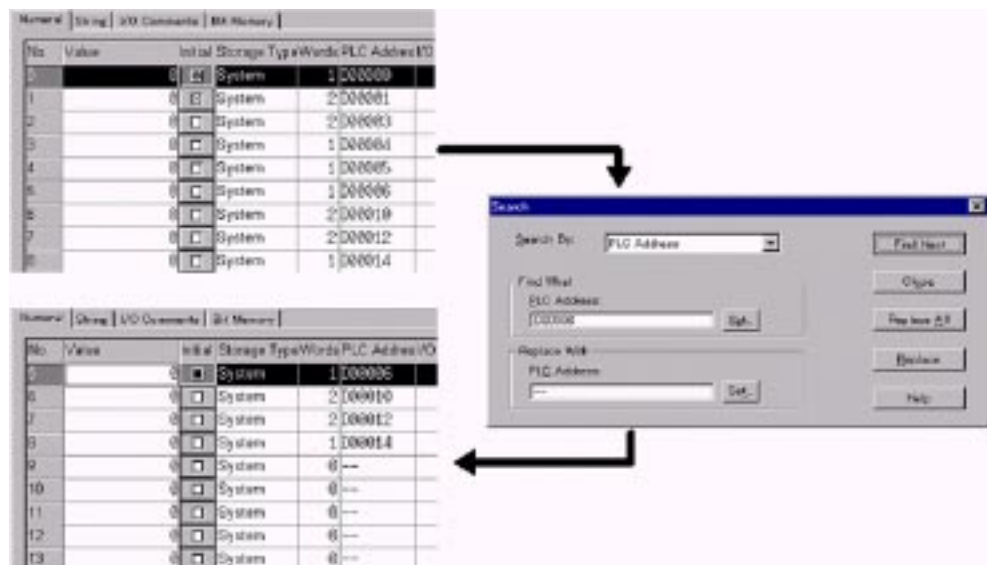 Numeral String I/O Comments Bit Memory
No Value Initial Storage Type Words PLC Address I/O
0 0 System 1 D00000
1 0 System 2 D00001
2 0 System 2 D00003
3 0 System 1 D00004
4 0 System 1 D00005
5 0 System 1 D00006
6 0 System 2 D00010
7 0 System 2 D00012
8 0 System 1 D00014
Search
Search By: PLC Address
Find Next
Find What
Close
PLC Address:
D00006 Set..
Replace All
Replace With
Replace
PLC Address:
--- Set..
Help
Numeral String I/O Comments Bit Memory
No Value Initial Storage Type Words PLC Address I/O
5 0 System 1 D00006
6 0 System 2 D00010
7 0 System 2 D00012
8 0 System 1 D00014
9 0 System 0 ---
10 0 System 0 ---
11 0 System 0 ---
12 0 System 0 ---
13 0 System 0 ---